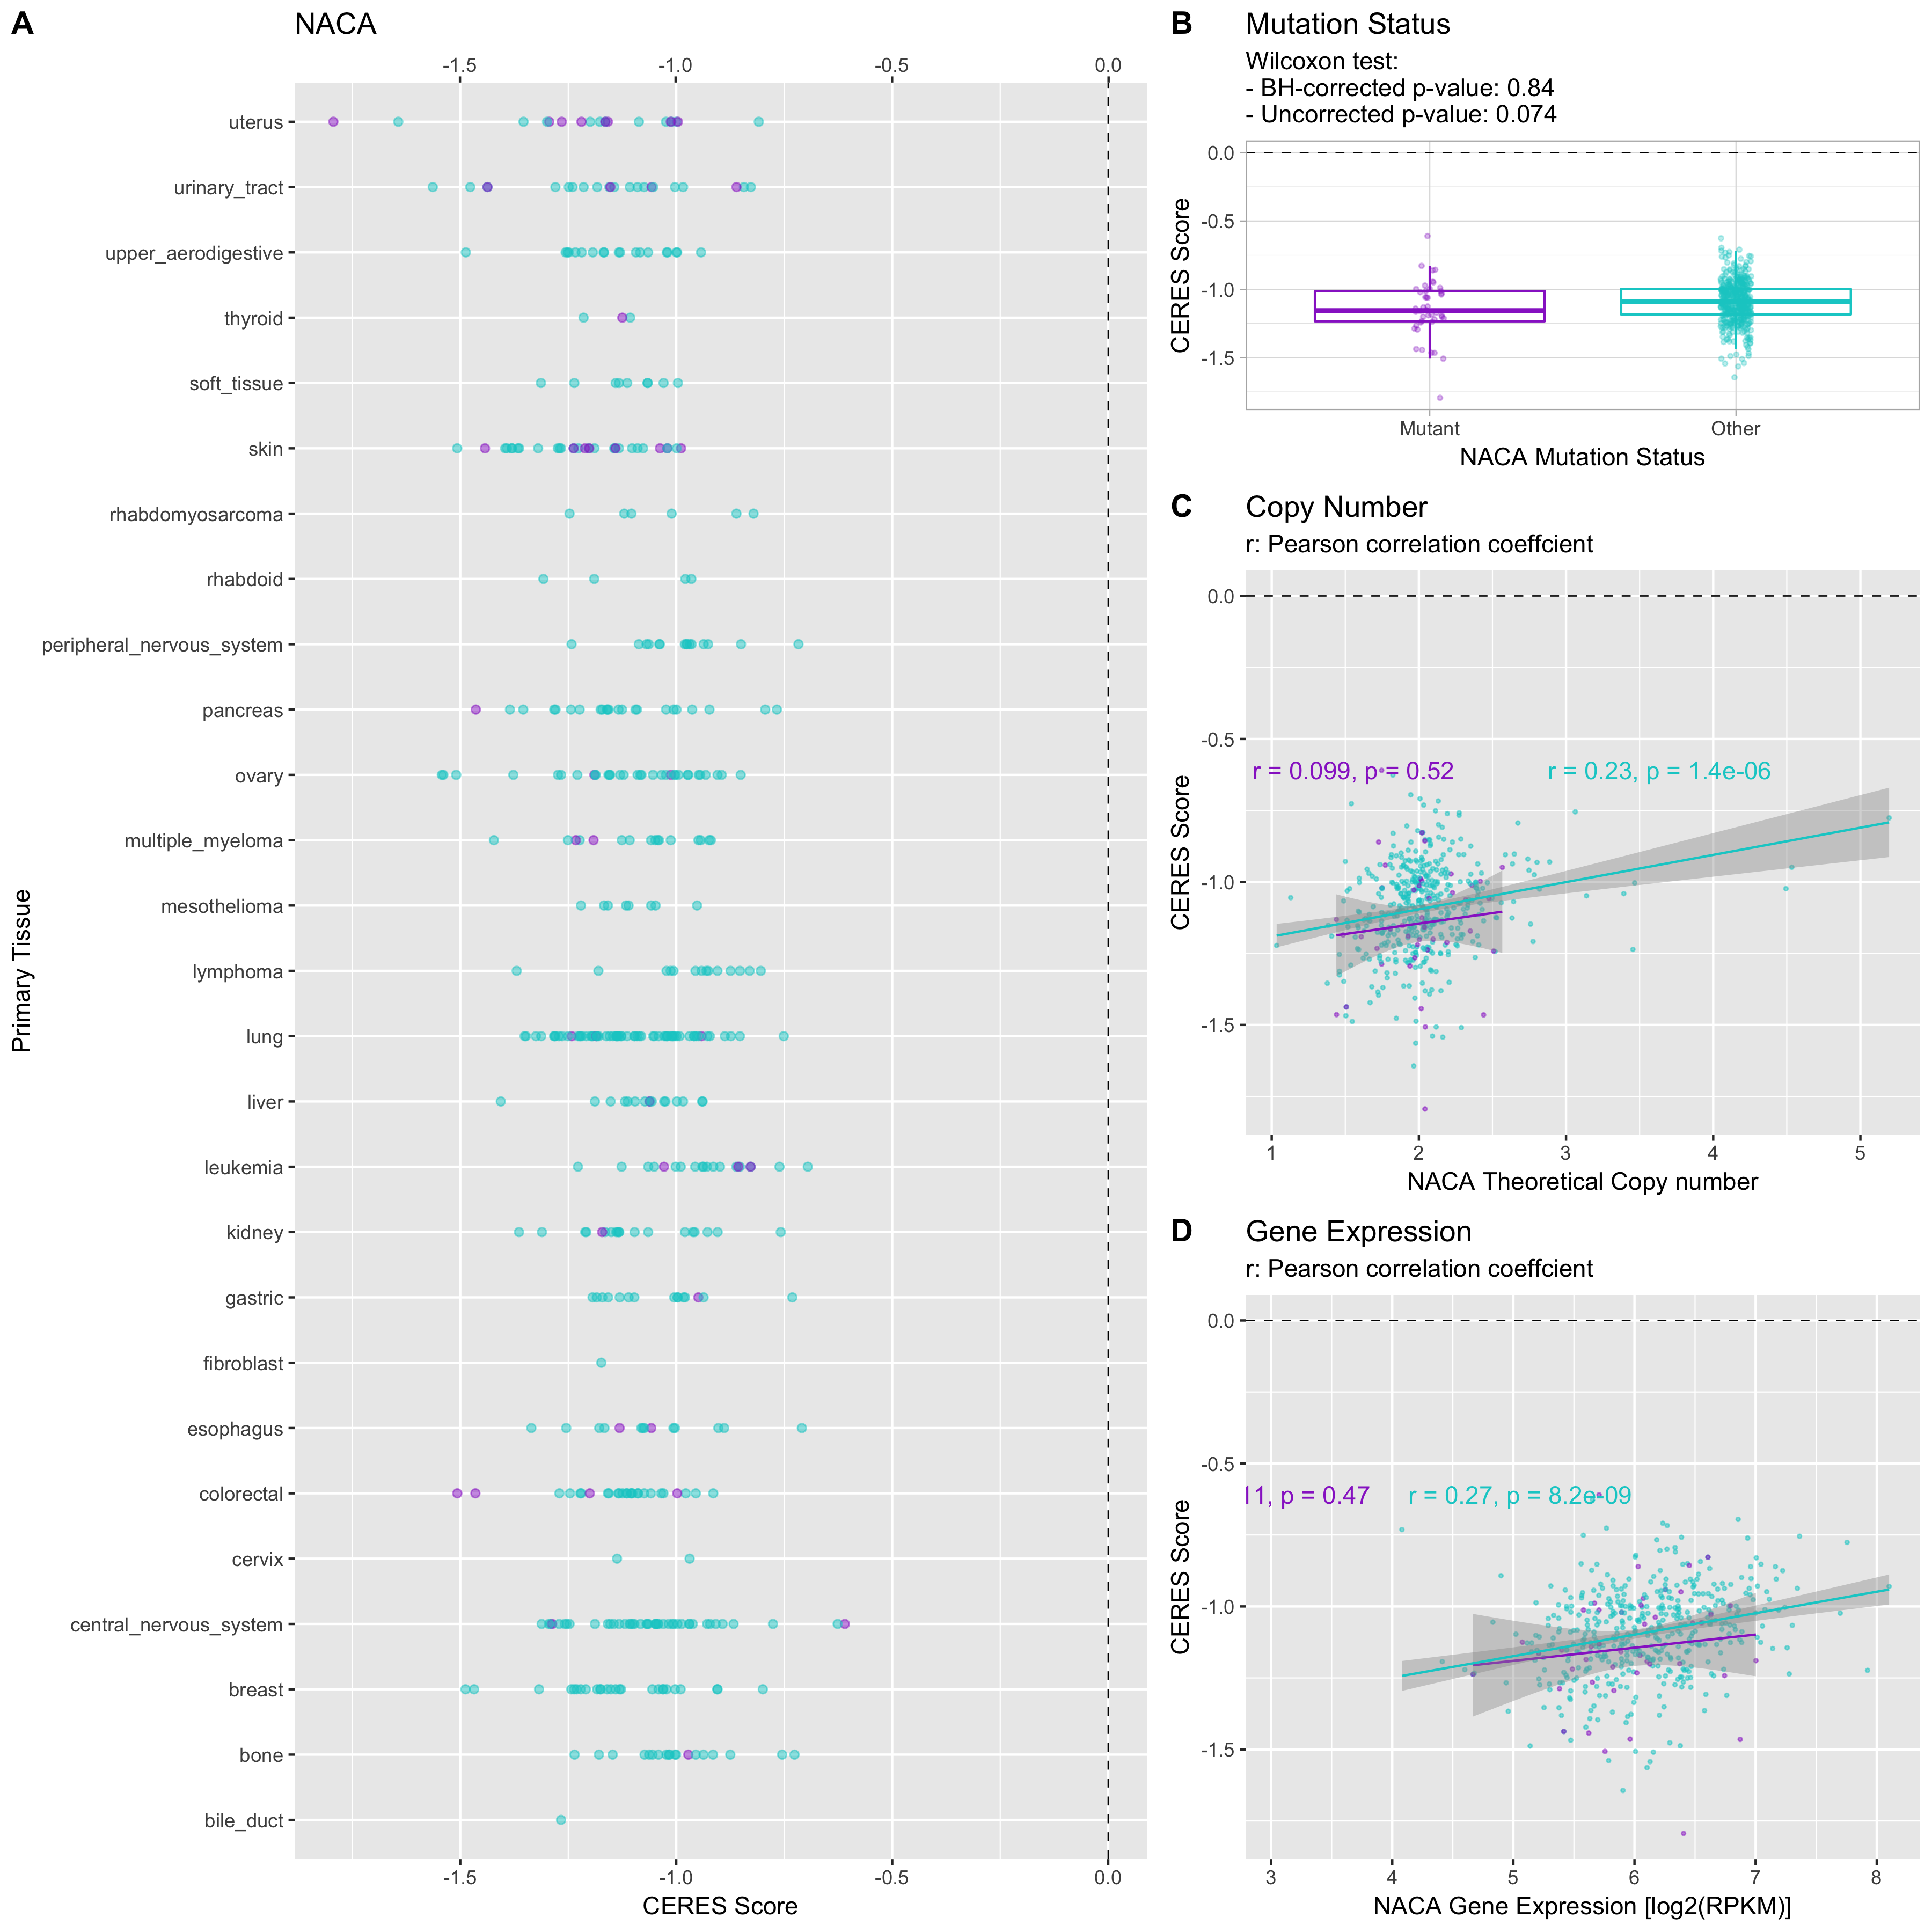 A
NACA
-1.5 -1.0 -0.5 0.0
uterus
urinary_tract
upper_aerodigestive
thyroid
soft_tissue
skin
rhabdomyosarcoma
rhabdoid
peripheral_nervous_system
pancreas
ovary
multiple_myeloma
mesothelioma
lymphoma
lung
liver
leukemia
kidney
gastric
fibroblast
esophagus
colorectal
cervix
central_nervous_system
breast
bone
bile_duct
Primary Tissue
-1.5 -1.0 -0.5 0.0
CERES Score
B
Mutation Status
Wilcoxon test:
- BH-corrected p-value: 0.84
- Uncorrected p-value: 0.074
0.0
-0.5
-1.0
-1.5
CERES Score
Mutant Other
NACA Mutation Status
C
Copy Number
r: Pearson correlation coeffcient
0.0
-0.5
-1.0
-1.5
CERES Score
r = 0.099, p = 0.52 r = 0.23, p = 1.4e-06
1 2 3 4 5
NACA Theoretical Copy number
D
Gene Expression
r: Pearson correlation coeffcient
0.0
-0.5
-1.0
-1.5
CERES Score
1, p = 0.47 r = 0.27, p = 8.2e-09
3 4 5 6 7 8
NACA Gene Expression [log2(RPKM)]